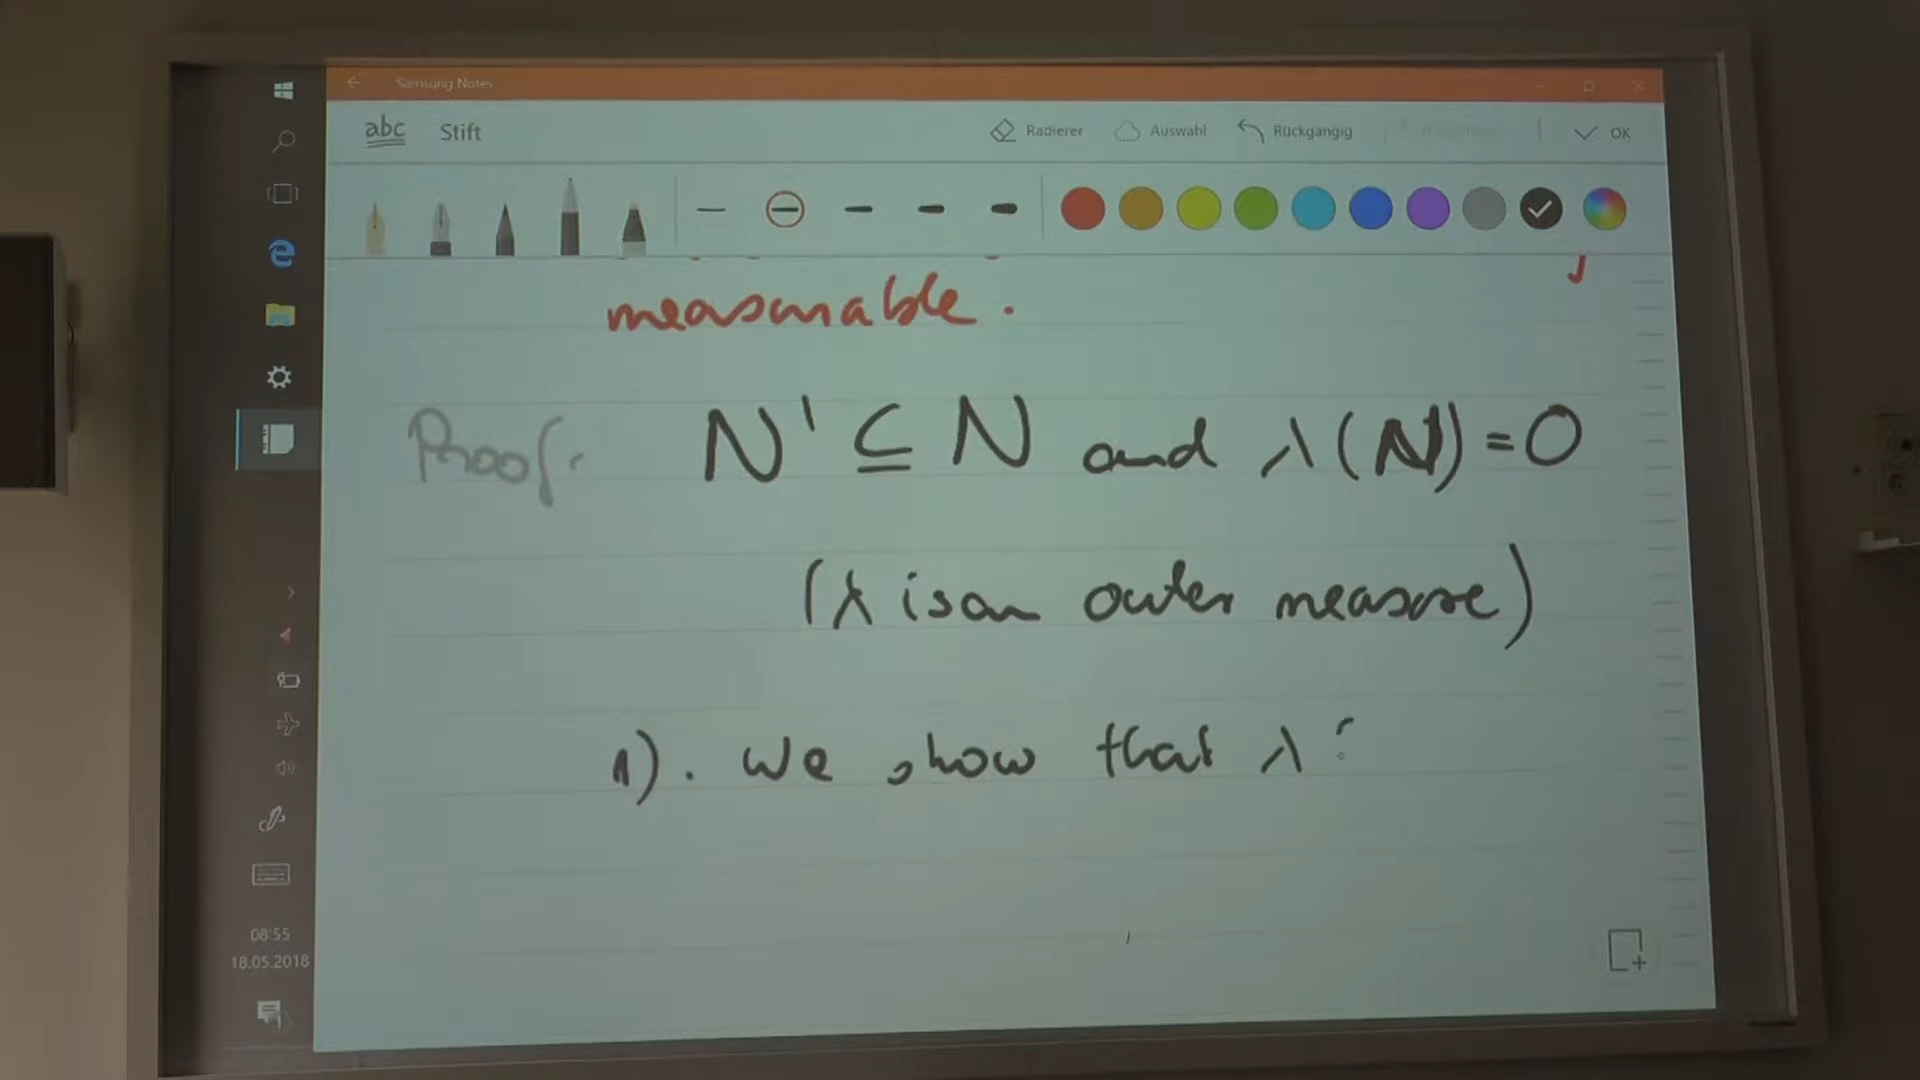 Samsung Notes
abc Stift Radierer Auswahl Rückgängig OK
measurable.
Proof: N' ⊆ N and λ(N) = 0
(λ is an outer measure)
1). We show that λ
08:55
18.05.2018